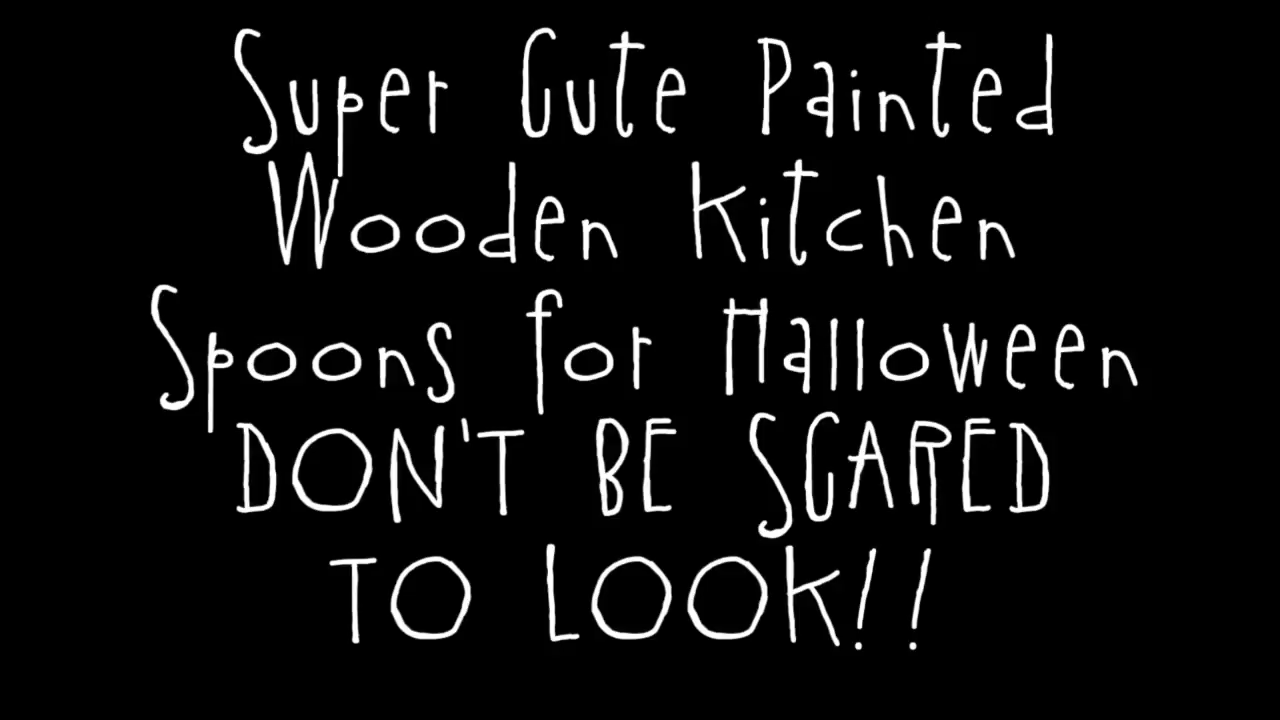 Super Cute Painted
Wooden Kitchen
Spoons for Halloween
DON'T BE SCARED
TO LOOK!!